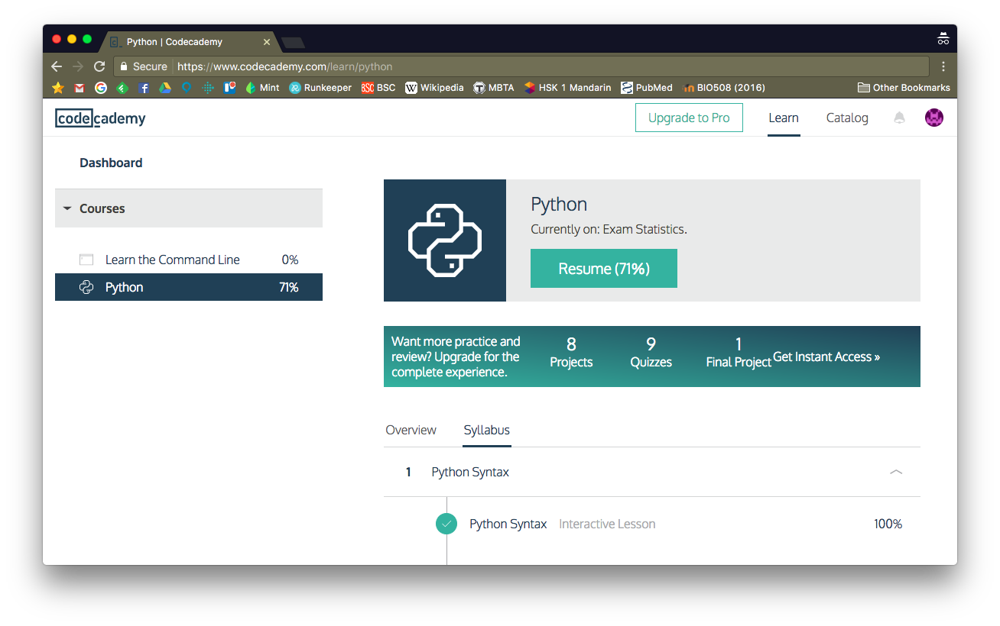 Python | Codecademy
Secure https://www.codecademy.com/learn/python
Mint Runkeeper BSC BSC Wikipedia MBTA HSK 1 Mandarin PubMed BIO508 (2016) Other Bookmarks
codecademy Upgrade to Pro Learn Catalog
Dashboard
Courses
Learn the Command Line 0%
Python 71%
Python
Currently on: Exam Statistics.
Resume (71%)
Want more practice and
review? Upgrade for the
complete experience.
8
Projects
9
Quizzes
1
Final Project
Get Instant Access »
Overview Syllabus
1 Python Syntax
Python Syntax Interactive Lesson 100%